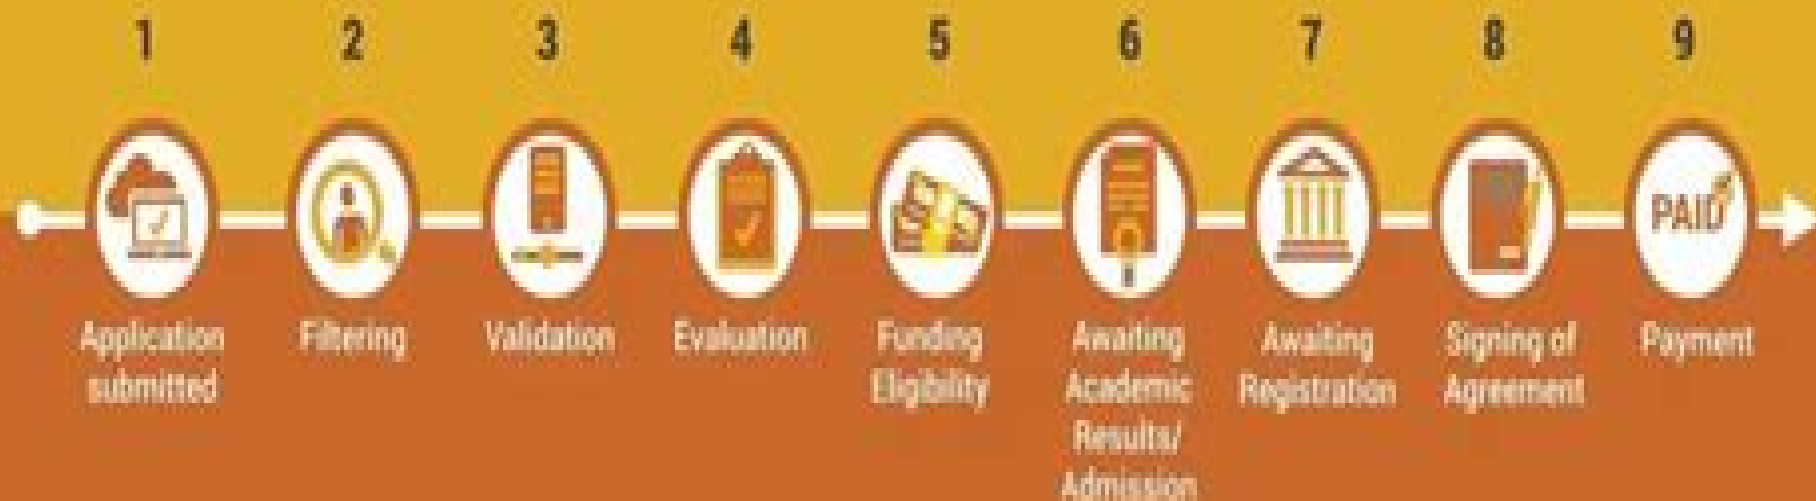 1 2 3 4 5 6 7 8 9
PAID
Application
submitted
Filtering
Validation
Evaluation
Funding
Eligibility
Awaiting
Academic
Results/
Admission
Awaiting
Registration
Signing of
Agreement
Payment